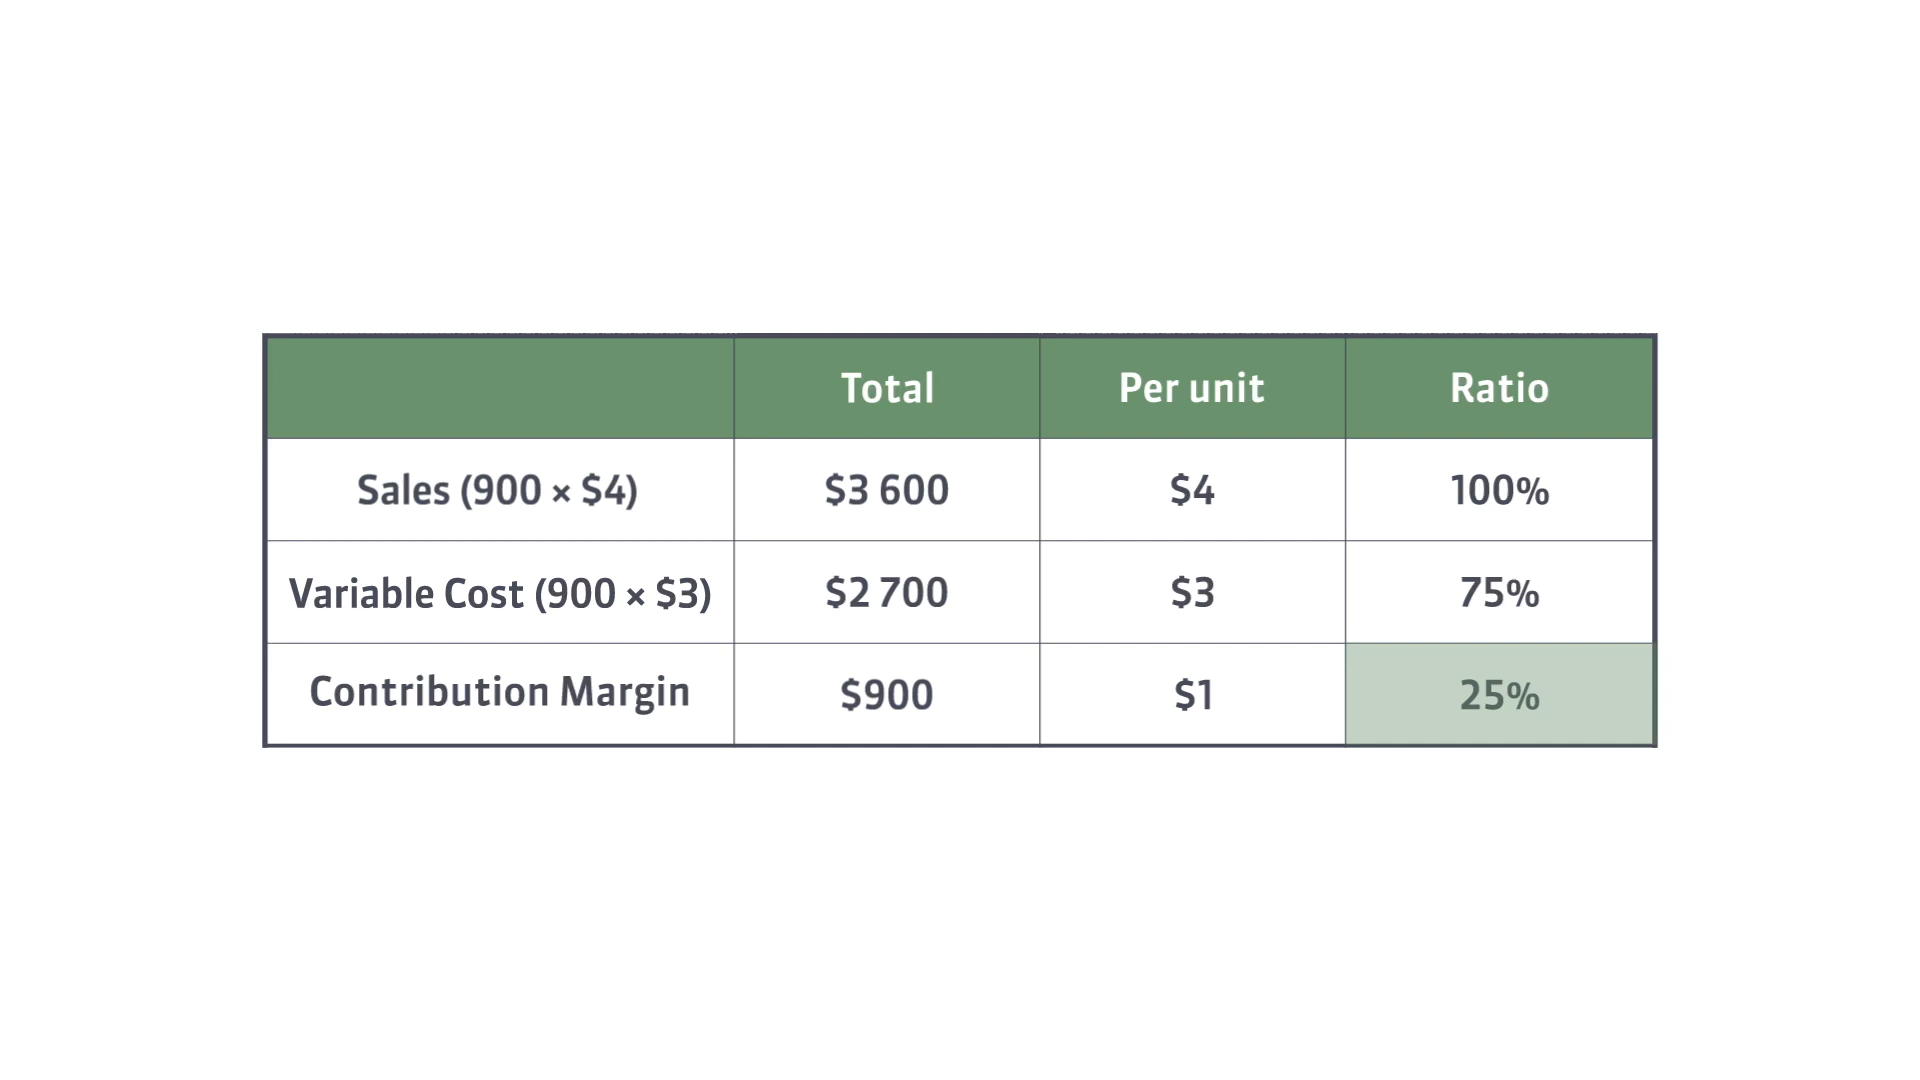 Total Per unit Ratio
Sales (900 × $4) $3 600 $4 100%
Variable Cost (900 × $3) $2 700 $3 75%
Contribution Margin $900 $1 25%